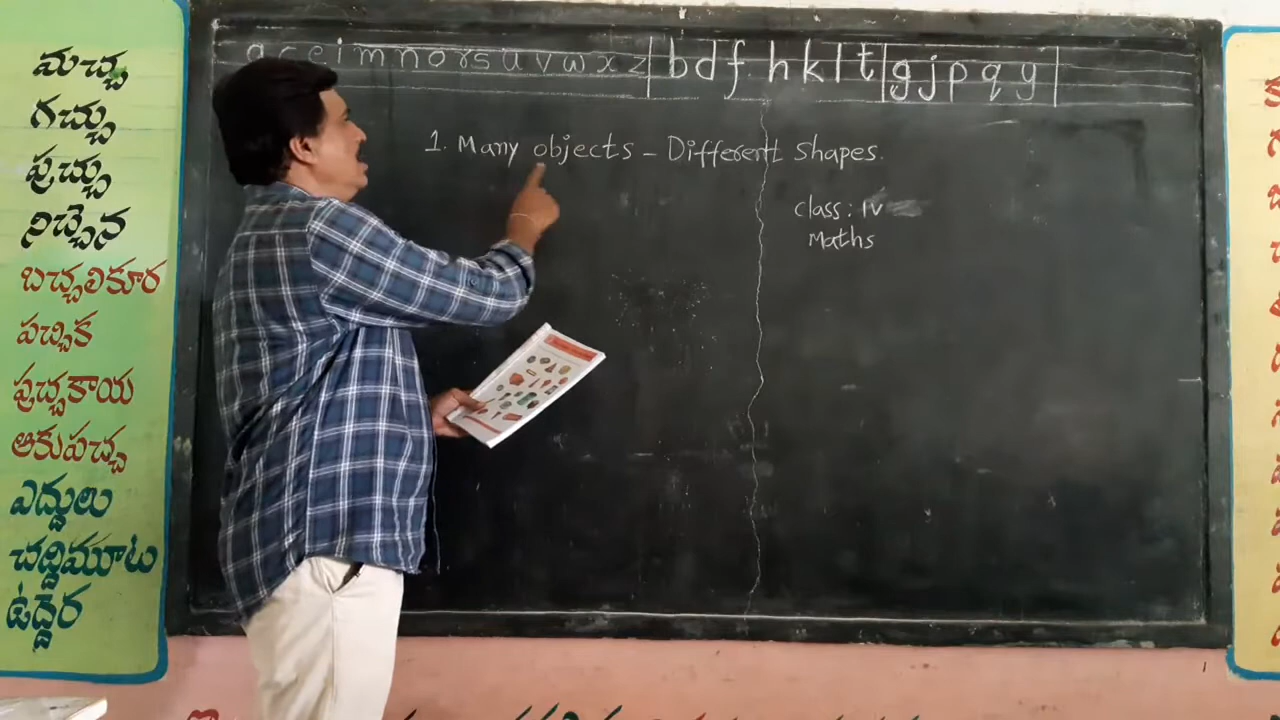 మచ్చ
గచ్చు
పుచ్చు
నిచ్చెన
బచ్చలికూర
పచ్చిక
పుచ్చకాయ
ఆకుపచ్చ
ఎద్దులు
చద్దిమూట
ఉద్దెర
a c e i m n o r s u v w x z b d f h k l t g j p q y
1. Many objects - Different shapes.
class: IV
Maths